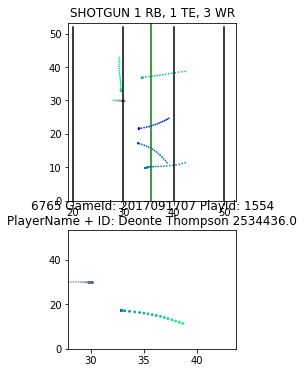 SHOTGUN 1 RB, 1 TE, 3 WR
50
40
30
20
10
0
20 30 40 50
6765 GameId: 2017091707 PlayId: 1554
PlayerName + ID: Deonte Thompson 2534436.0
40
20
0
30 35 40